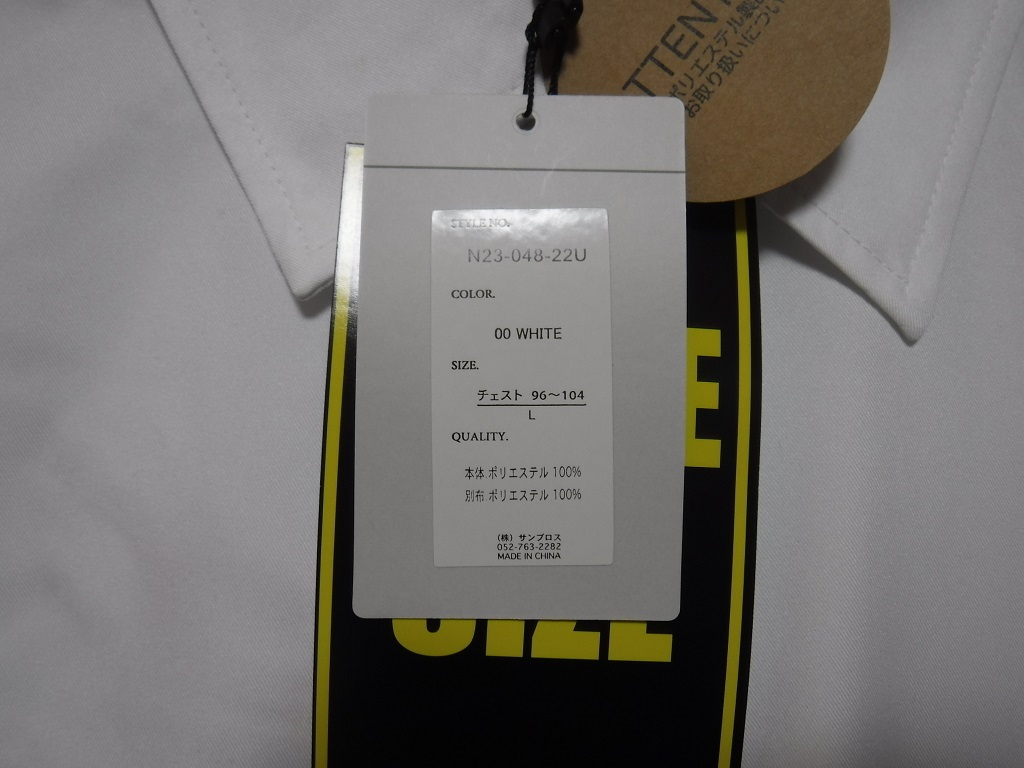 TTEN
ポリエステル製の
お取り扱いについ
STYLE NO.
N23-048-22U
COLOR.
00 WHITE
SIZE.
チェスト 96～104
L
QUALITY.
本体 ポリエステル 100%
別布 ポリエステル 100%
(株) サンプロス
052-763-2282
MADE IN CHINA
E
SIZE